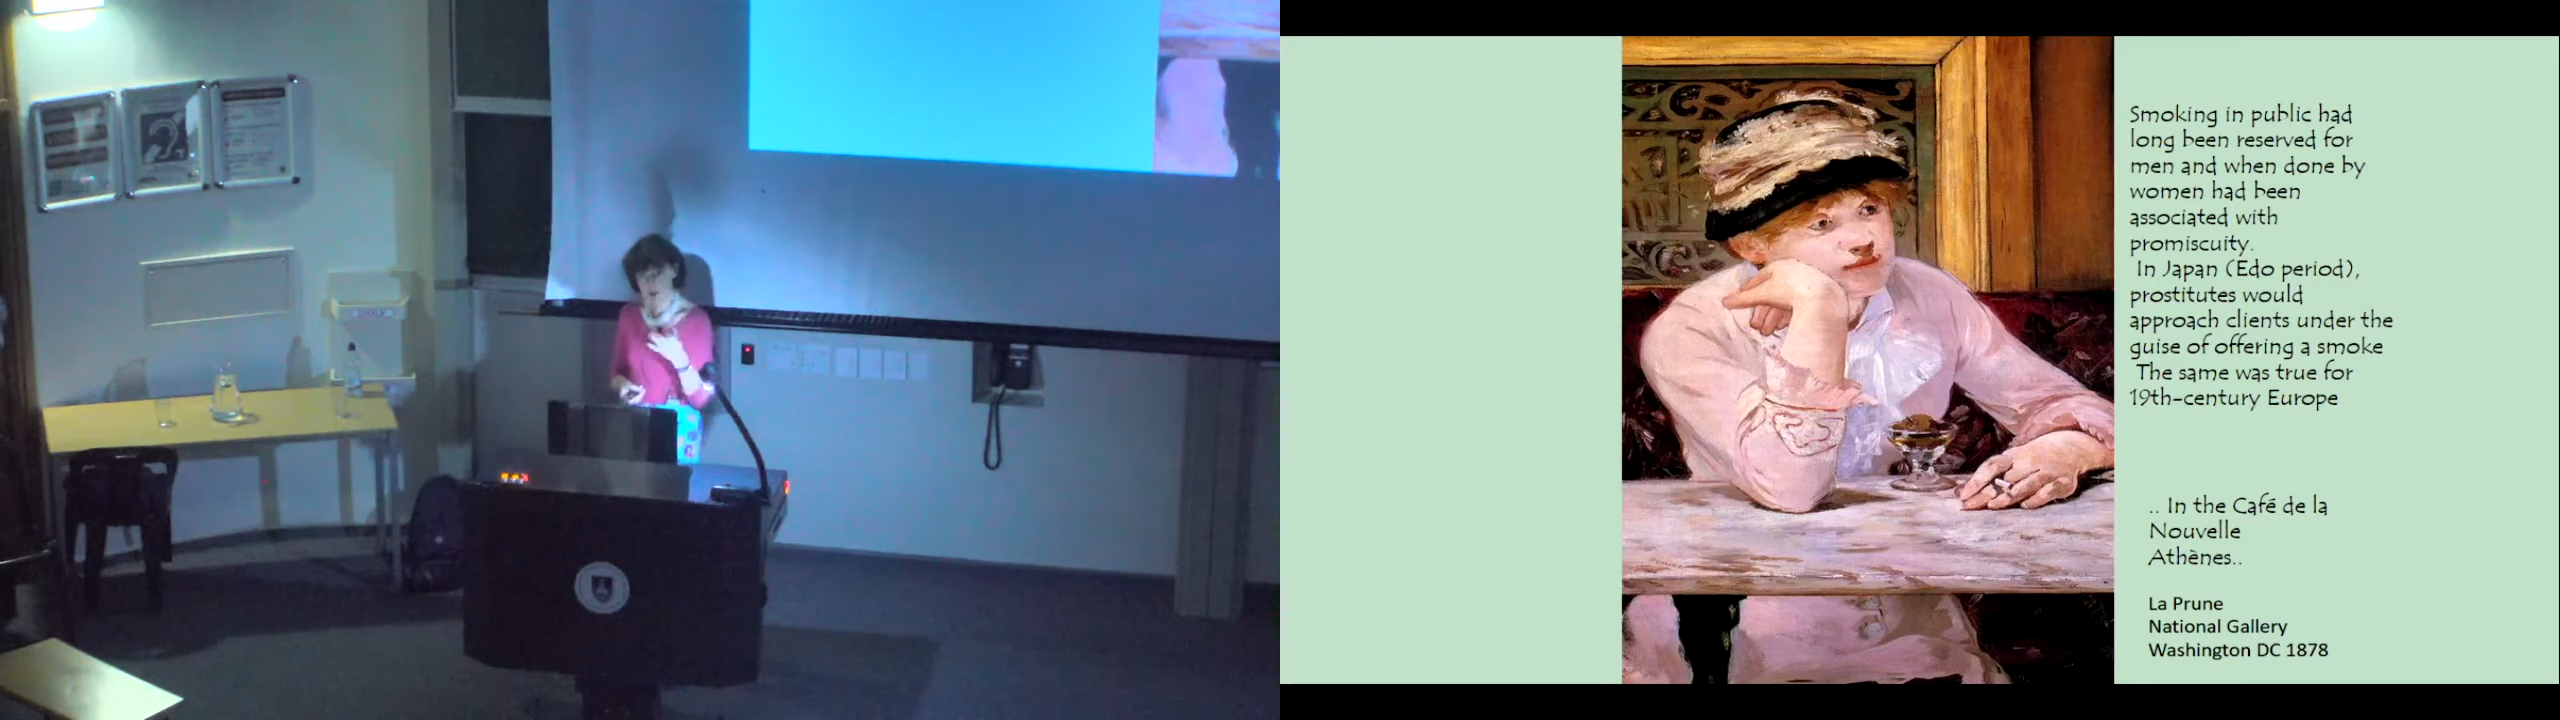 Smoking in public had
long been reserved for
men and when done by
women had been
associated with
promiscuity.
In Japan (Edo period),
prostitutes would
approach clients under the
guise of offering a smoke
The same was true for
19th-century Europe
.. In the Café de la
Nouvelle
Athènes..
La Prune
National Gallery
Washington DC 1878